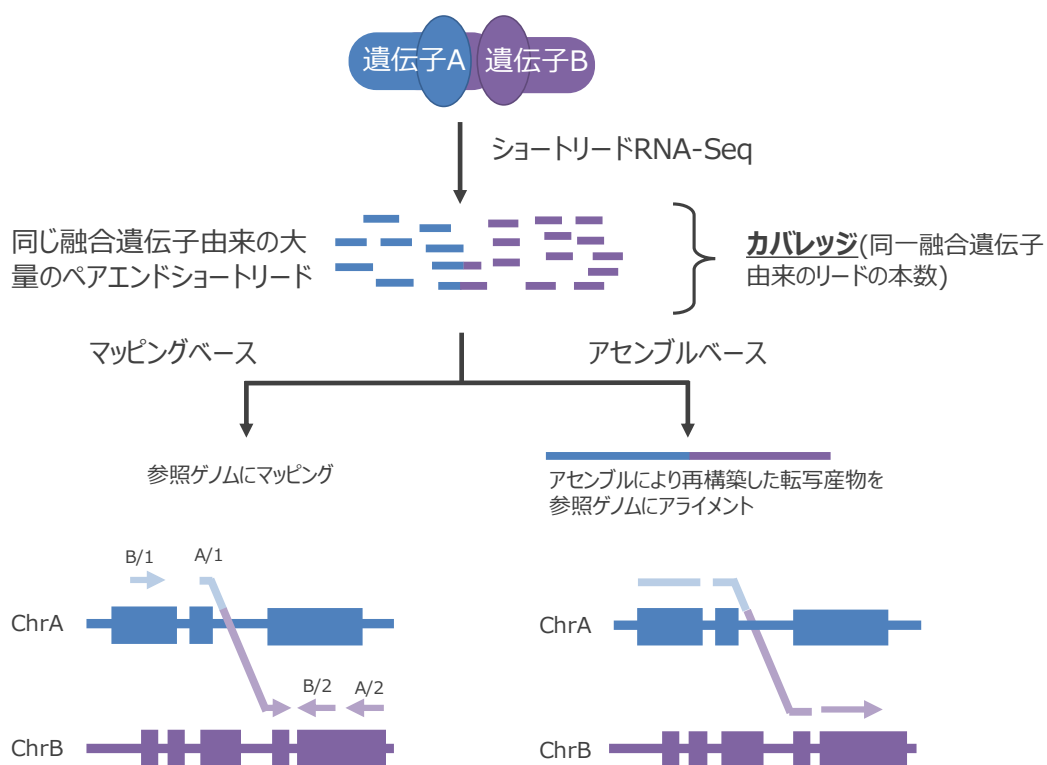 遺伝子A 遺伝子B
ショートリードRNA-Seq
同じ融合遺伝子由来の大
量のペアエンドショートリード
カバレッジ(同一融合遺伝子
由来のリードの本数)
マッピングベース
アセンブルベース
参照ゲノムにマッピング
アセンブルにより再構築した転写産物を
参照ゲノムにアライメント
B/1 A/1
ChrA
B/2 A/2
ChrB
ChrA
ChrB